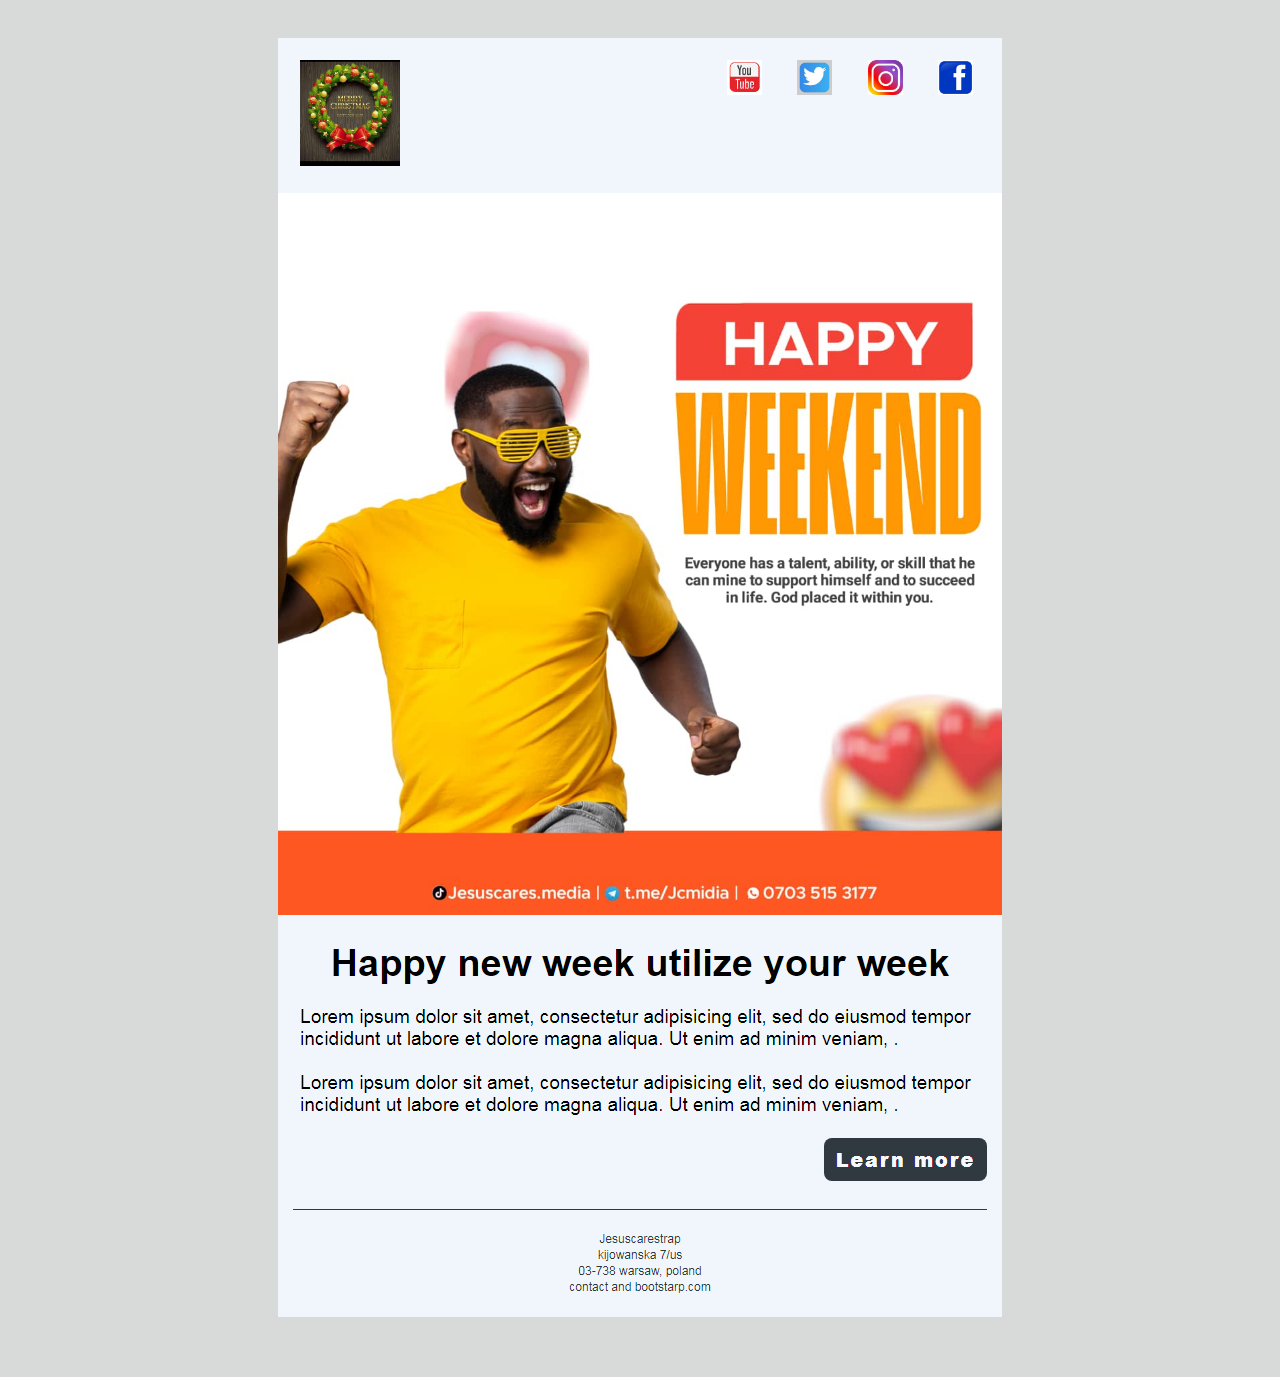 MERRY
CHRISTMAS
You
Tube
HAPPY
WEEKEND
Everyone has a talent, ability, or skill that he
can mine to support himself and to succeed
in life. God placed it within you.
Jesuscares.media | t.me/Jcmidia | 0703 515 3177
Happy new week utilize your week
Lorem ipsum dolor sit amet, consectetur adipisicing elit, sed do eiusmod tempor
incididunt ut labore et dolore magna aliqua. Ut enim ad minim veniam, .
Lorem ipsum dolor sit amet, consectetur adipisicing elit, sed do eiusmod tempor
incididunt ut labore et dolore magna aliqua. Ut enim ad minim veniam, .
Learn more
Jesuscarestrap
kijowanska 7/us
03-738 warsaw, poland
contact and bootstarp.com